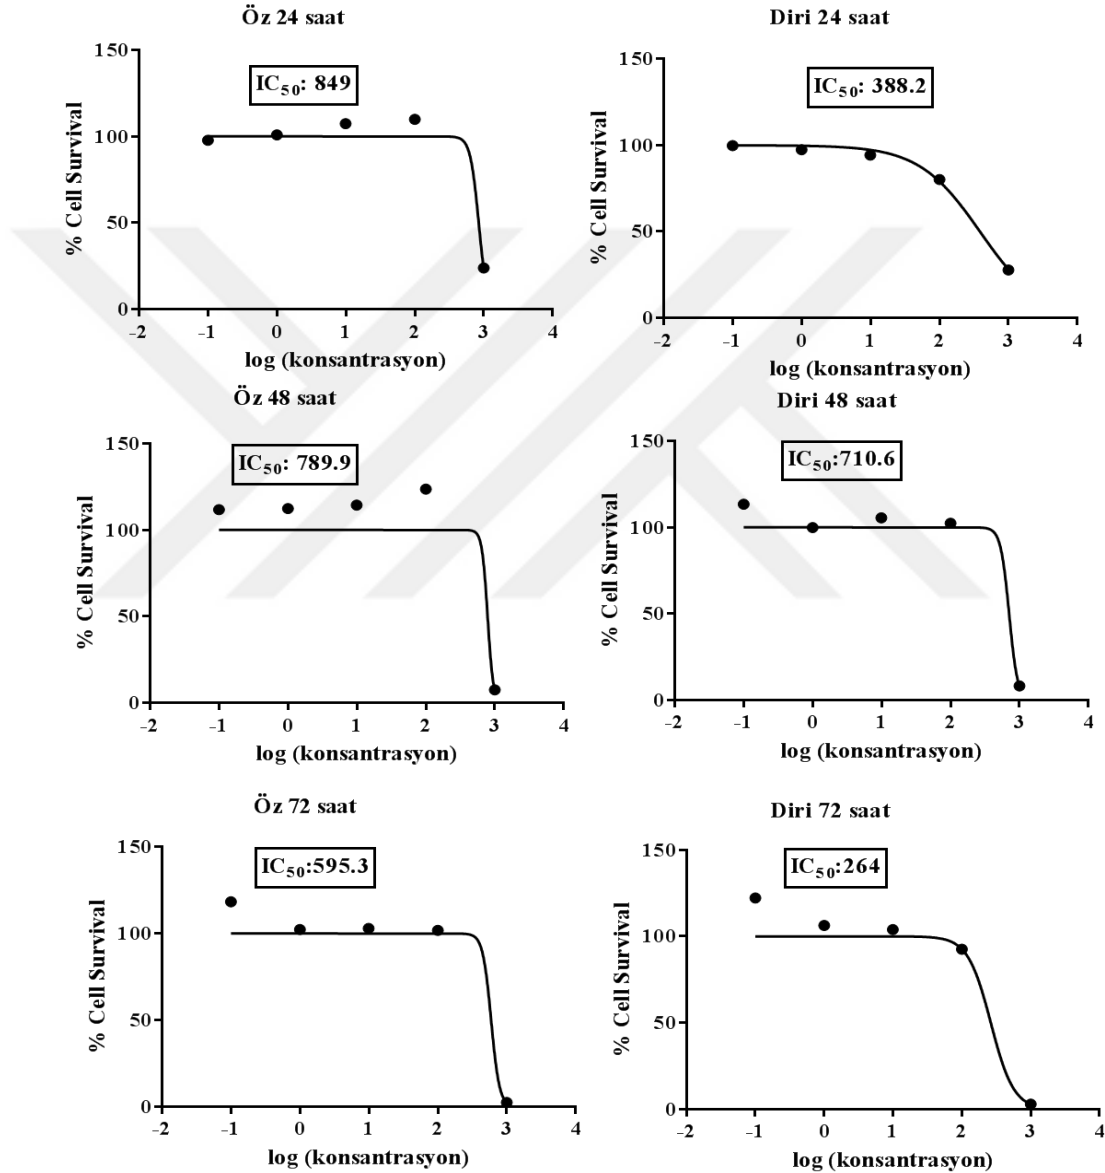 Öz 24 saat
150
100
50
0
-2
-1
0
1
2
3
4
% Cell Survival
log (konsantrasyon)
IC50: 849
Diri 24 saat
150
100
50
0
-2
-1
0
1
2
3
4
% Cell Survival
log (konsantrasyon)
IC50: 388.2
Öz 48 saat
150
100
50
0
-2
-1
0
1
2
3
4
% Cell Survival
log (konsantrasyon)
IC50: 789.9
Diri 48 saat
150
100
50
0
-2
-1
0
1
2
3
4
% Cell Survival
log (konsantrasyon)
IC50:710.6
Öz 72 saat
150
100
50
0
-2
-1
0
1
2
3
4
% Cell Survival
log (konsantrasyon)
IC50:595.3
Diri 72 saat
150
100
50
0
-2
-1
0
1
2
3
4
% Cell Survival
log (konsantrasyon)
IC50:264